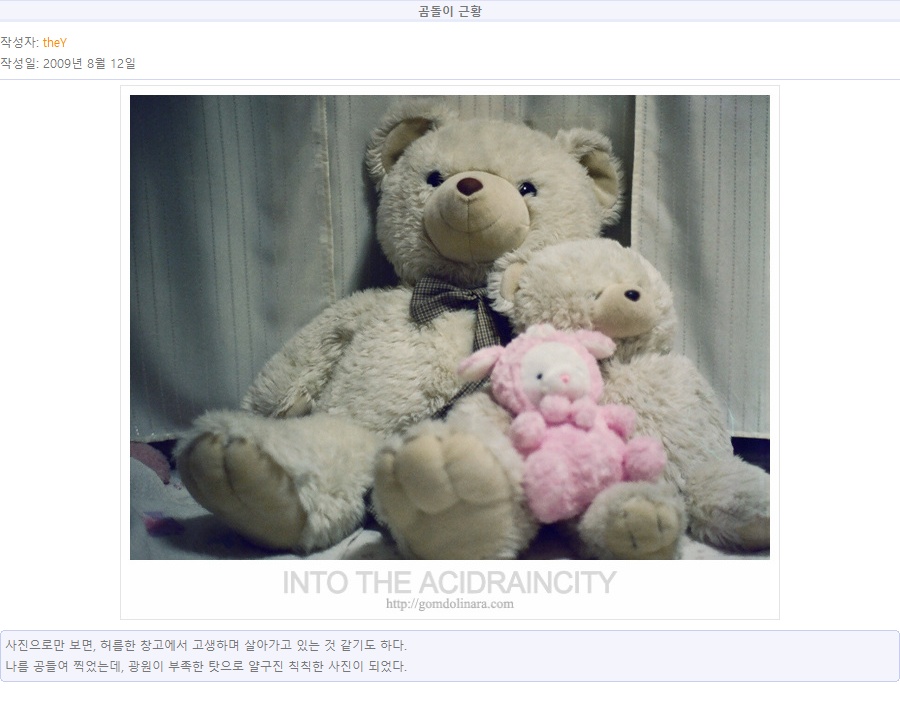 곰돌이 근황
작성자: theY
작성일: 2009년 8월 12일
INTO THE ACIDRAINCITY
http://gomdolinara.com
사진으로만 보면, 허름한 창고에서 고생하며 살아가고 있는 것 같기도 하다.
나름 공들여 찍었는데, 광원이 부족한 탓으로 얄구진 칙칙한 사진이 되었다.